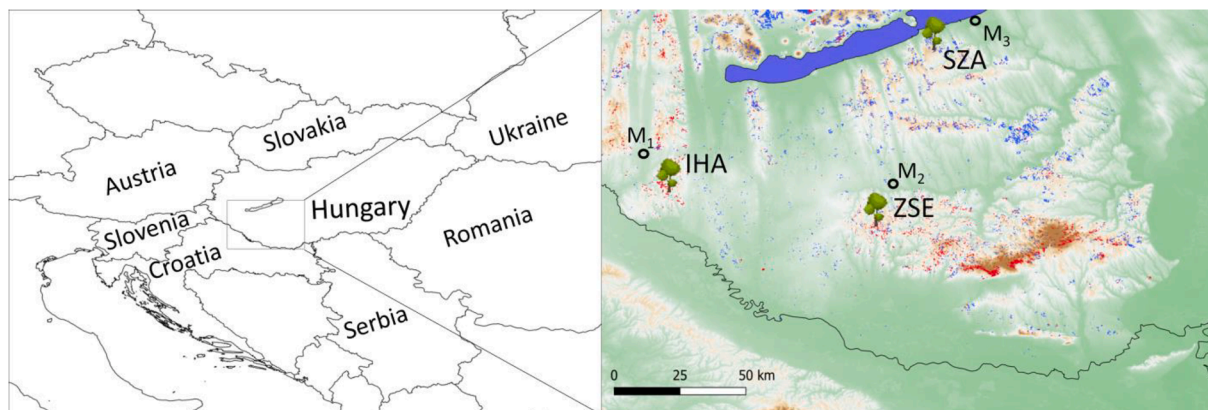 Slovakia
Ukraine
Austria
Hungary
Slovenia
Romania
Croatia
Serbia
M3
SZA
M1
IHA
M2
ZSE
0 25 50 km